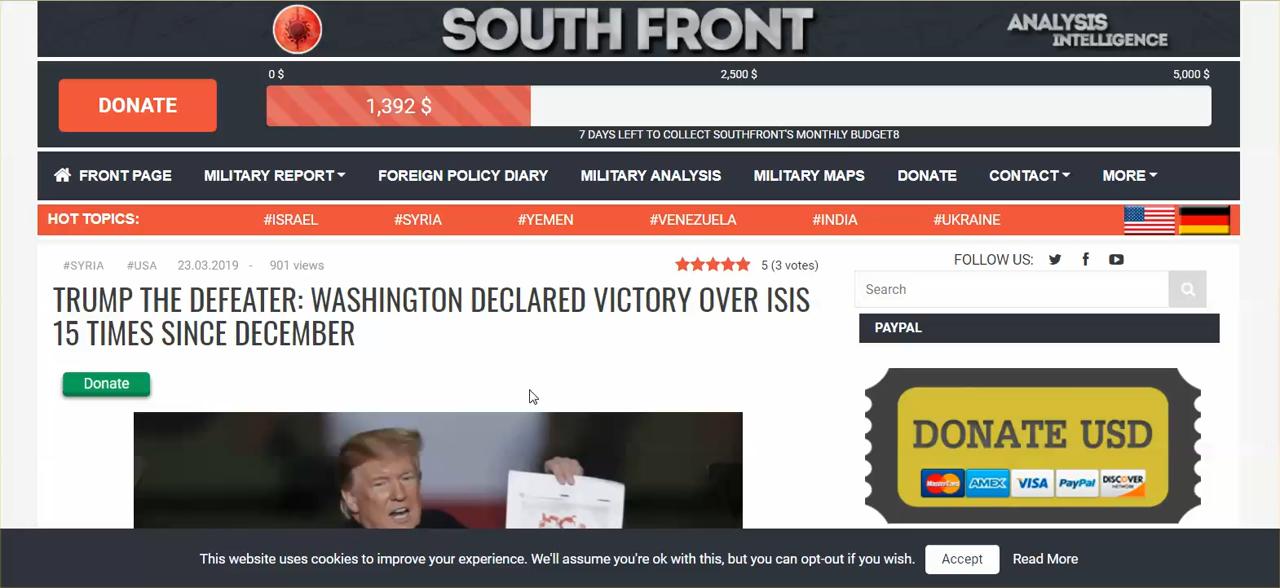 SOUTH FRONT
ANALYSIS
INTELLIGENCE
0 $ 2,500 $ 5,000 $
DONATE
1,392 $
7 DAYS LEFT TO COLLECT SOUTHFRONT'S MONTHLY BUDGET8
FRONT PAGE MILITARY REPORT FOREIGN POLICY DIARY MILITARY ANALYSIS MILITARY MAPS DONATE CONTACT MORE
HOT TOPICS: #ISRAEL #SYRIA #YEMEN #VENEZUELA #INDIA #UKRAINE
#SYRIA #USA 23.03.2019 - 901 views 5 (3 votes)
TRUMP THE DEFEATER: WASHINGTON DECLARED VICTORY OVER ISIS
15 TIMES SINCE DECEMBER
Donate
FOLLOW US:
Search
PAYPAL
DONATE USD
MasterCard AMEX VISA PayPal DISCOVER
This website uses cookies to improve your experience. We'll assume you're ok with this, but you can opt-out if you wish. Accept Read More